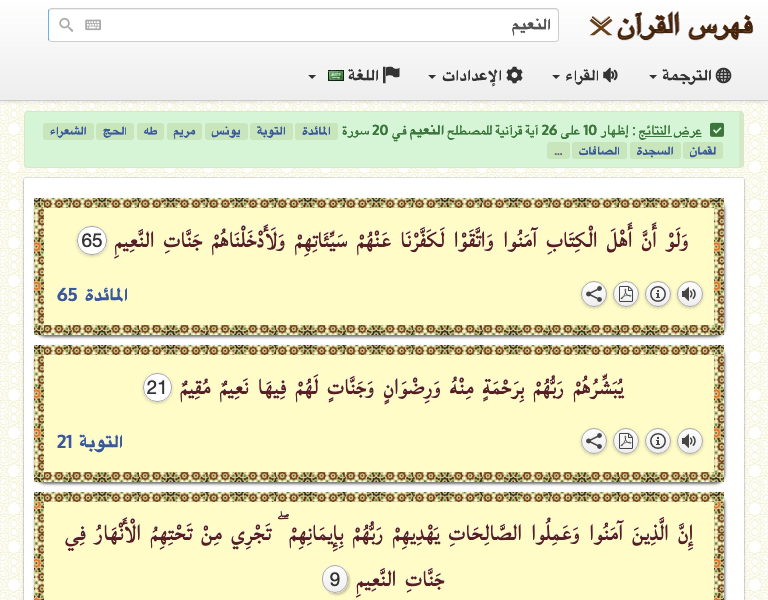 فهرس القرآن
النعيم
الترجمة القراء الإعدادات اللغة
عرض النتائج : إظهار 10 على 26 آية قرآنية للمصطلح النعيم في 20 سورة المائدة التوبة يونس مريم طه الحج الشعراء
لقمان السجدة الصافات ...
وَلَوْ أَنَّ أَهْلَ الْكِتَابِ آمَنُوا وَاتَّقَوْا لَكَفَّرْنَا عَنْهُمْ سَيِّئَاتِهِمْ وَلَأَدْخَلْنَاهُمْ جَنَّاتِ النَّعِيمِ 65
المائدة 65
يُبَشِّرُهُمْ رَبُّهُمْ بِرَحْمَةٍ مِنْهُ وَرِضْوَانٍ وَجَنَّاتٍ لَهُمْ فِيهَا نَعِيمٌ مُقِيمٌ 21
التوبة 21
إِنَّ الَّذِينَ آمَنُوا وَعَمِلُوا الصَّالِحَاتِ يَهْدِيهِمْ رَبُّهُمْ بِإِيمَانِهِمْ ۖ تَجْرِي مِنْ تَحْتِهِمُ الْأَنْهَارُ فِي
جَنَّاتِ النَّعِيمِ 9